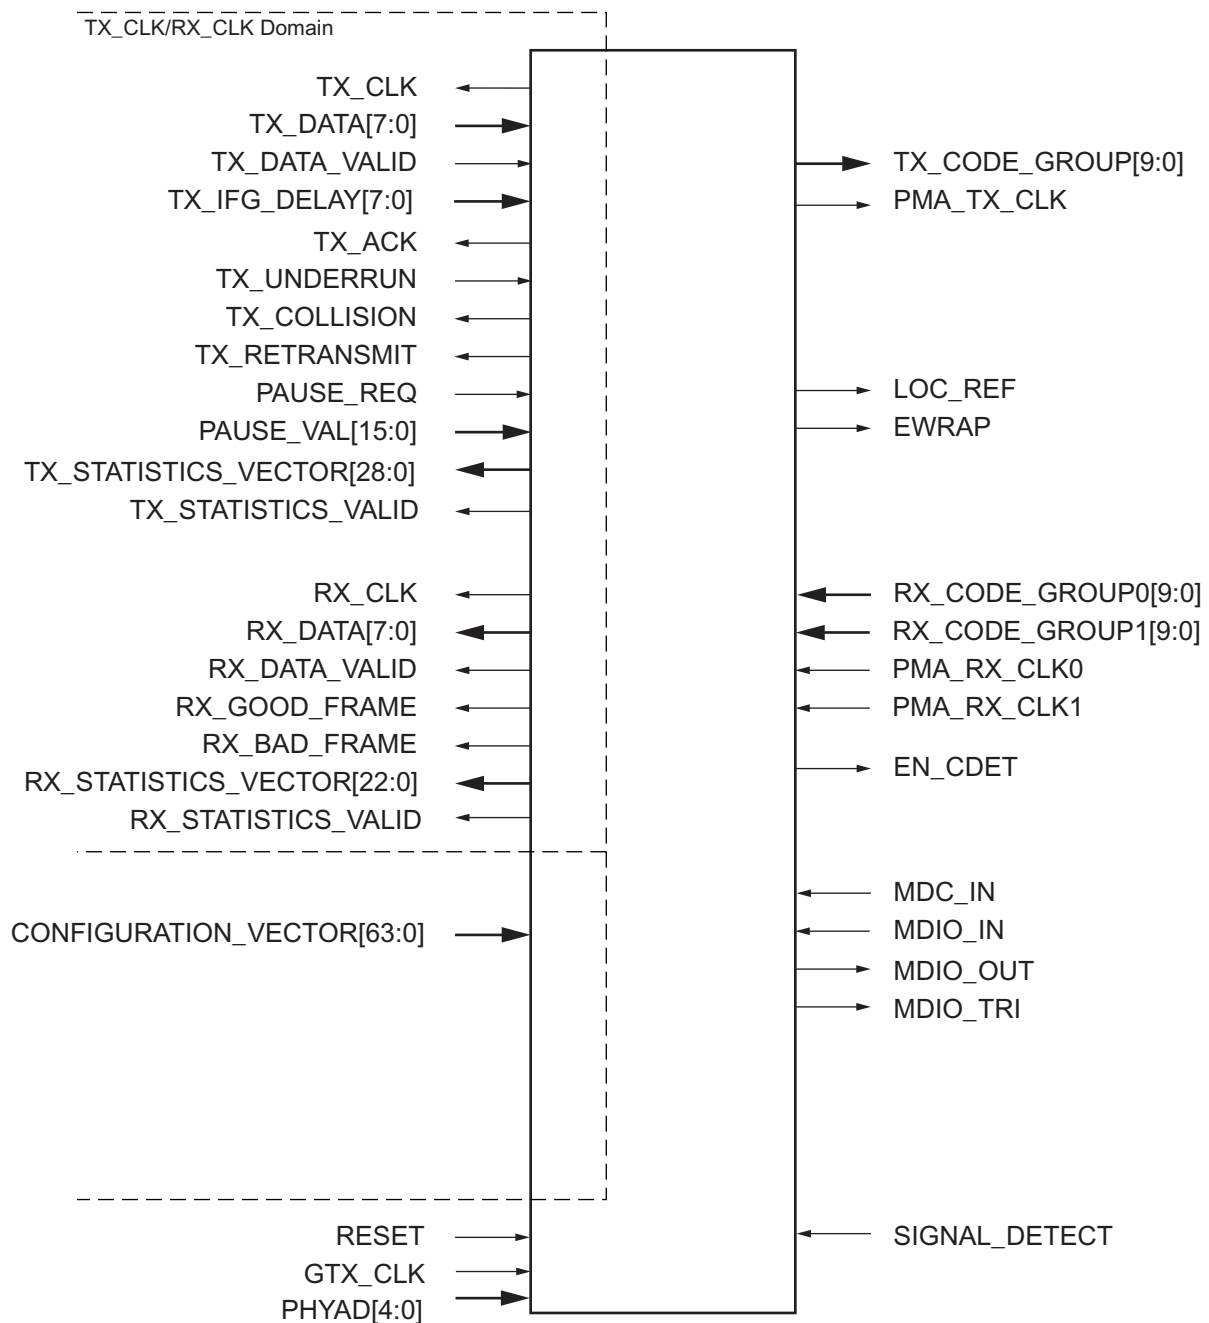 TX_CLK/RX_CLK Domain
TX_CLK
TX_DATA[7:0]
TX_DATA_VALID
TX_IFG_DELAY[7:0]
TX_ACK
TX_UNDERRUN
TX_COLLISION
TX_RETRANSMIT
PAUSE_REQ
PAUSE_VAL[15:0]
TX_STATISTICS_VECTOR[28:0]
TX_STATISTICS_VALID
RX_CLK
RX_DATA[7:0]
RX_DATA_VALID
RX_GOOD_FRAME
RX_BAD_FRAME
RX_STATISTICS_VECTOR[22:0]
RX_STATISTICS_VALID
CONFIGURATION_VECTOR[63:0]
RESET
GTX_CLK
PHYAD[4:0]
TX_CODE_GROUP[9:0]
PMA_TX_CLK
LOC_REF
EWRAP
RX_CODE_GROUP0[9:0]
RX_CODE_GROUP1[9:0]
PMA_RX_CLK0
PMA_RX_CLK1
EN_CDET
MDC_IN
MDIO_IN
MDIO_OUT
MDIO_TRI
SIGNAL_DETECT